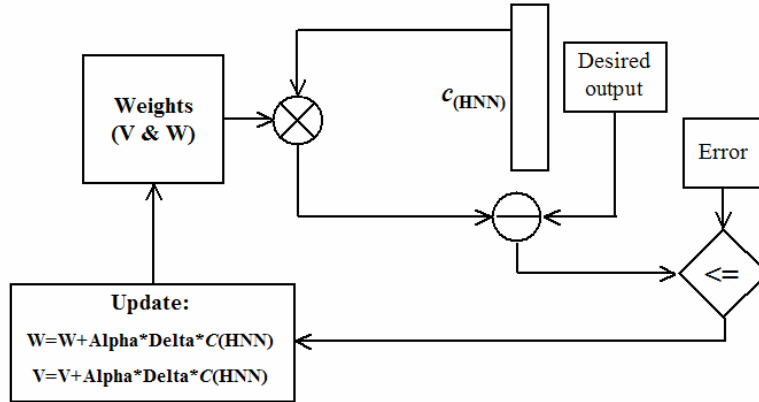 Weights
(V & W)
c(HNN)
Desired
output
Error
<=
Update:
W=W+Alpha*Delta*C(HNN)
V=V+Alpha*Delta*C(HNN)